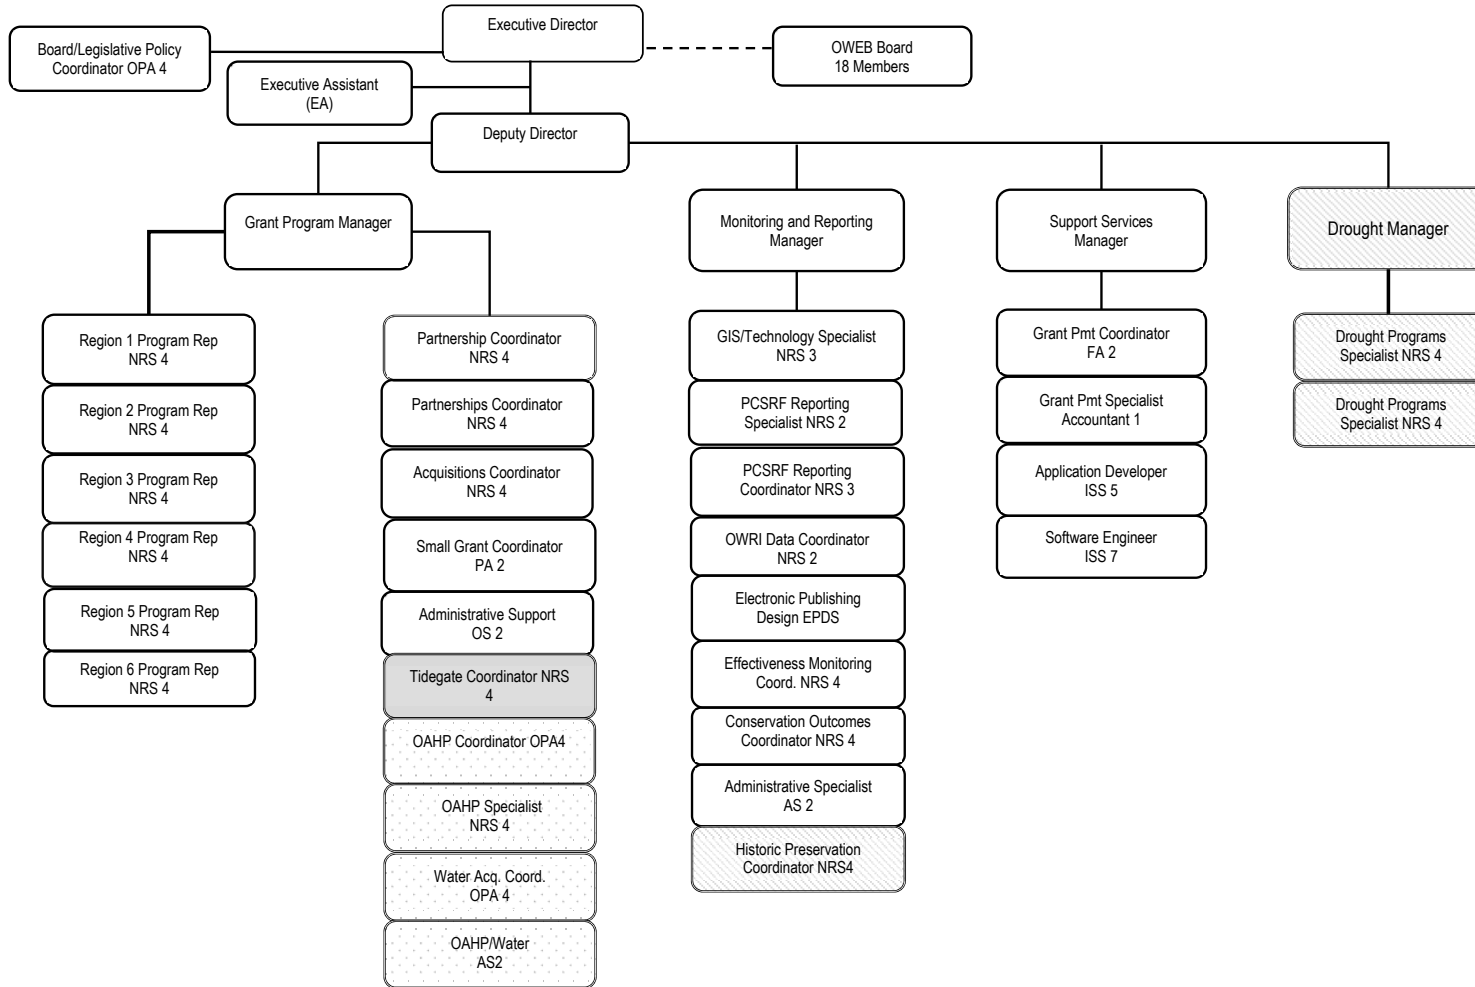 Executive Director
Board/Legislative Policy
Coordinator OPA 4
OWEB Board
18 Members
Executive Assistant
(EA)
Deputy Director
Grant Program Manager
Monitoring and Reporting
Manager
Support Services
Manager
Drought Manager
Region 1 Program Rep
NRS 4
Region 2 Program Rep
NRS 4
Region 3 Program Rep
NRS 4
Region 4 Program Rep
NRS 4
Region 5 Program Rep
NRS 4
Region 6 Program Rep
NRS 4
Partnership Coordinator
NRS 4
Partnerships Coordinator
NRS 4
Acquisitions Coordinator
NRS 4
Small Grant Coordinator
PA 2
Administrative Support
OS 2
Tidegate Coordinator NRS
4
OAHP Coordinator OPA4
OAHP Specialist
NRS 4
Water Acq. Coord.
OPA 4
OAHP/Water
AS2
GIS/Technology Specialist
NRS 3
PCSRF Reporting
Specialist NRS 2
PCSRF Reporting
Coordinator NRS 3
OWRI Data Coordinator
NRS 2
Electronic Publishing
Design EPDS
Effectiveness Monitoring
Coord. NRS 4
Conservation Outcomes
Coordinator NRS 4
Administrative Specialist
AS 2
Historic Preservation
Coordinator NRS4
Grant Pmt Coordinator
FA 2
Grant Pmt Specialist
Accountant 1
Application Developer
ISS 5
Software Engineer
ISS 7
Drought Programs
Specialist NRS 4
Drought Programs
Specialist NRS 4